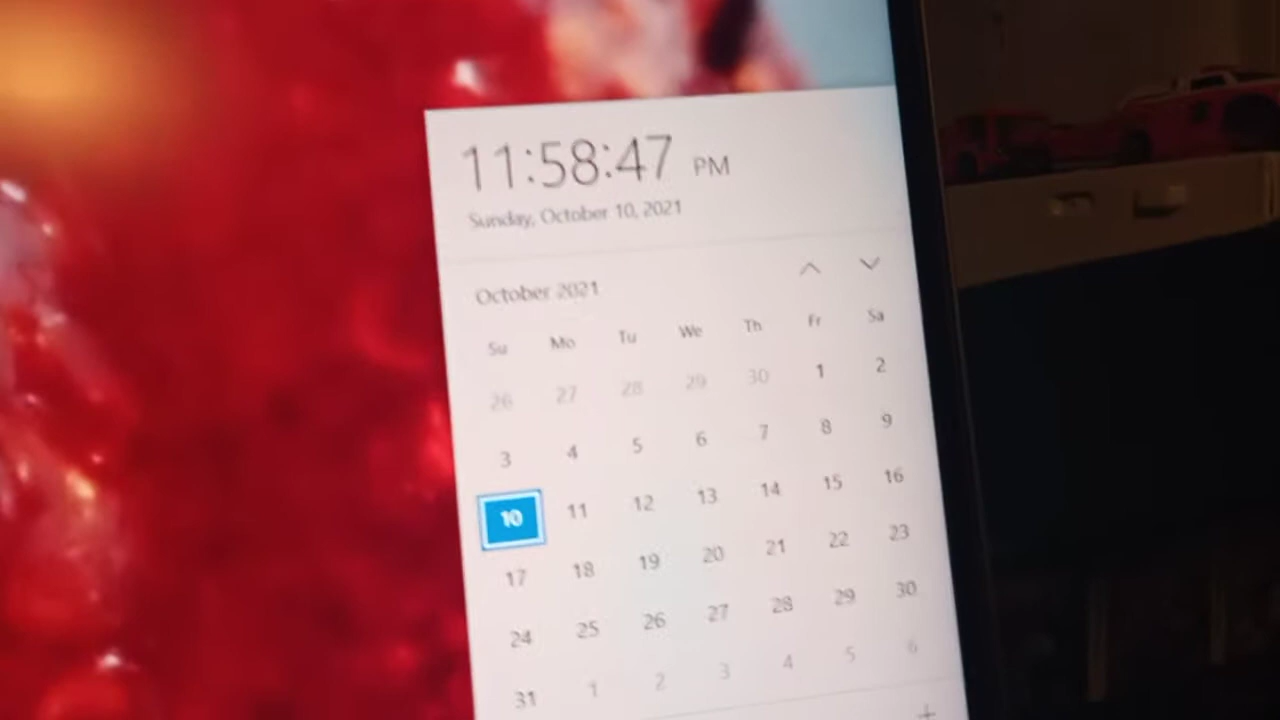 11:58:47 PM
Sunday, October 10, 2021
October 2021
Su Mo Tu We Th Fr Sa
26 27 28 29 30 1 2
3 4 5 6 7 8 9
10 11 12 13 14 15 16
17 18 19 20 21 22 23
24 25 26 27 28 29 30
31 1 2 3 4 5 6